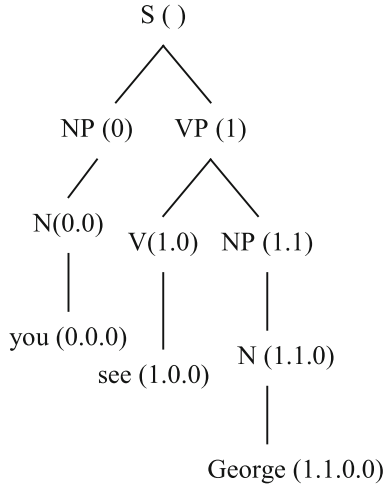 S ( )
NP (0) VP (1)
N(0.0) V(1.0) NP (1.1)
you (0.0.0) see (1.0.0) N (1.1.0)
George (1.1.0.0)